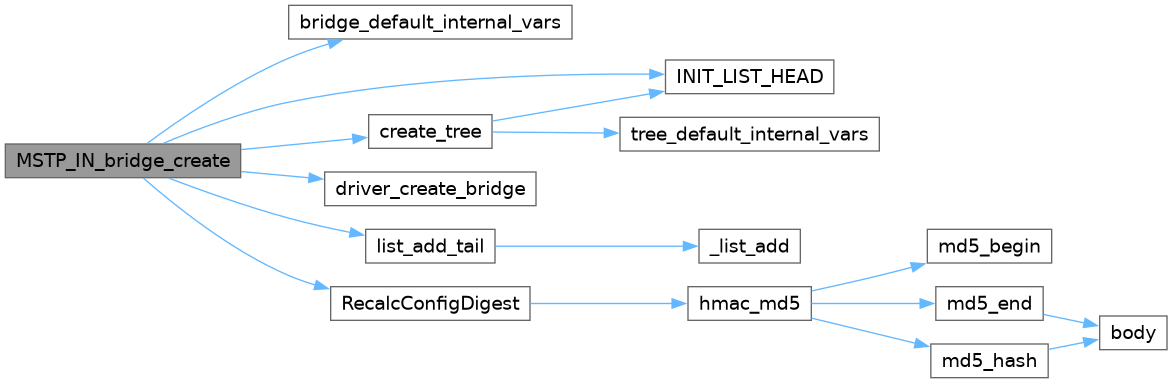 MSTP_IN_bridge_create
bridge_default_internal_vars
INIT_LIST_HEAD
create_tree
tree_default_internal_vars
driver_create_bridge
list_add_tail
_list_add
RecalcConfigDigest
hmac_md5
md5_begin
md5_end
md5_hash
body